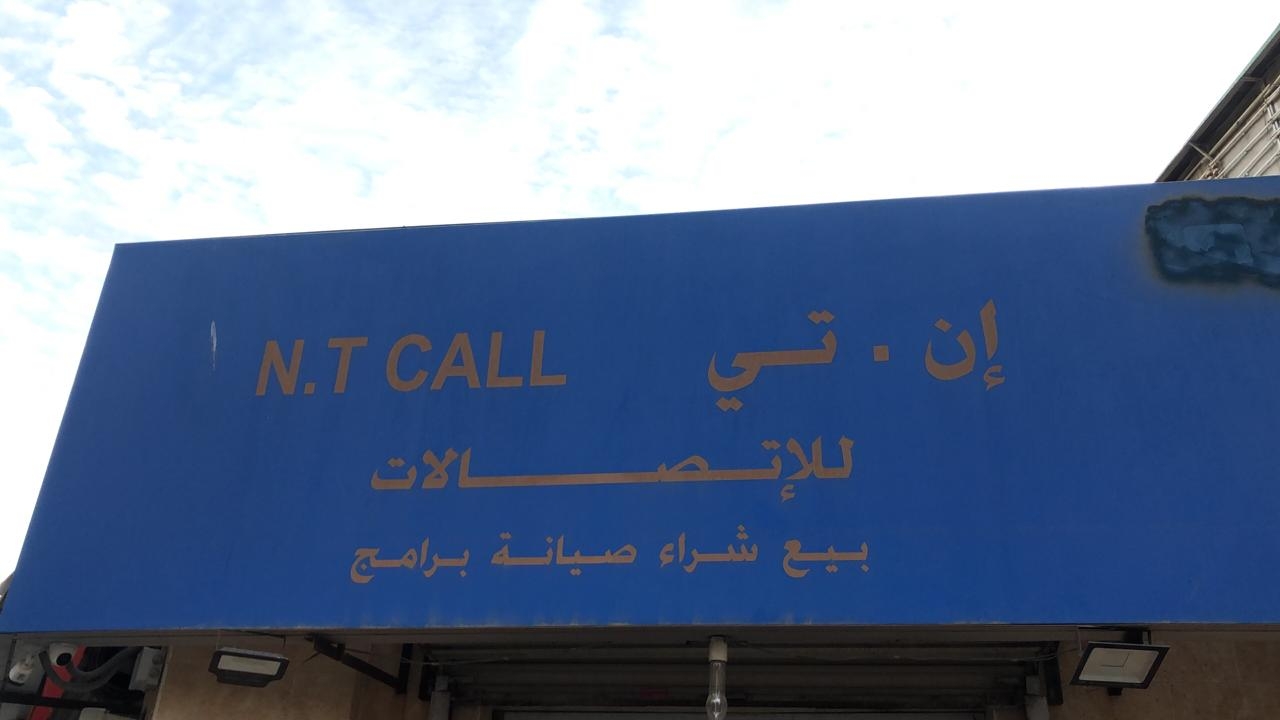 N.T CALL إن . تي
للإتصالات
بيع شراء صيانة برامج